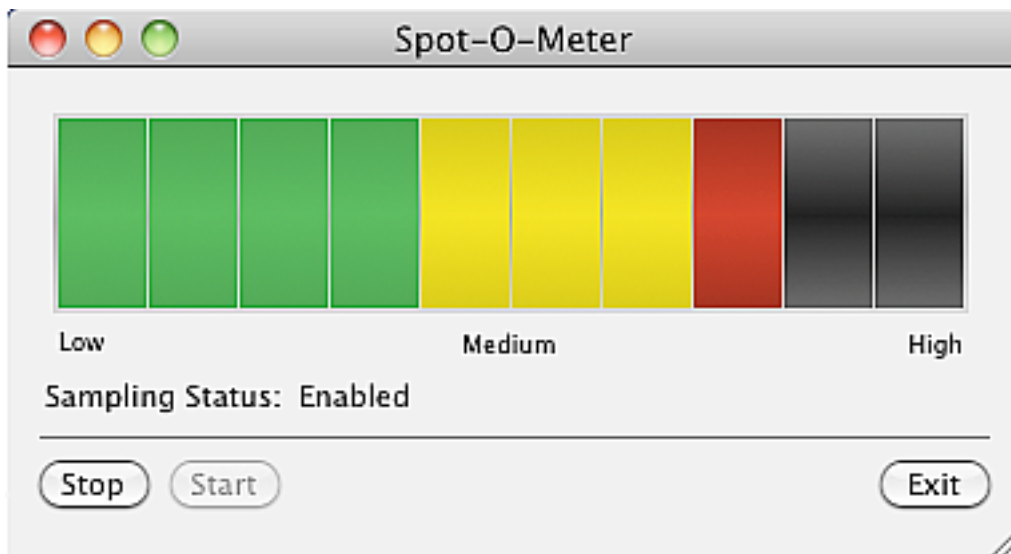 Spot-O-Meter
Low Medium High
Sampling Status: Enabled
Stop Start Exit